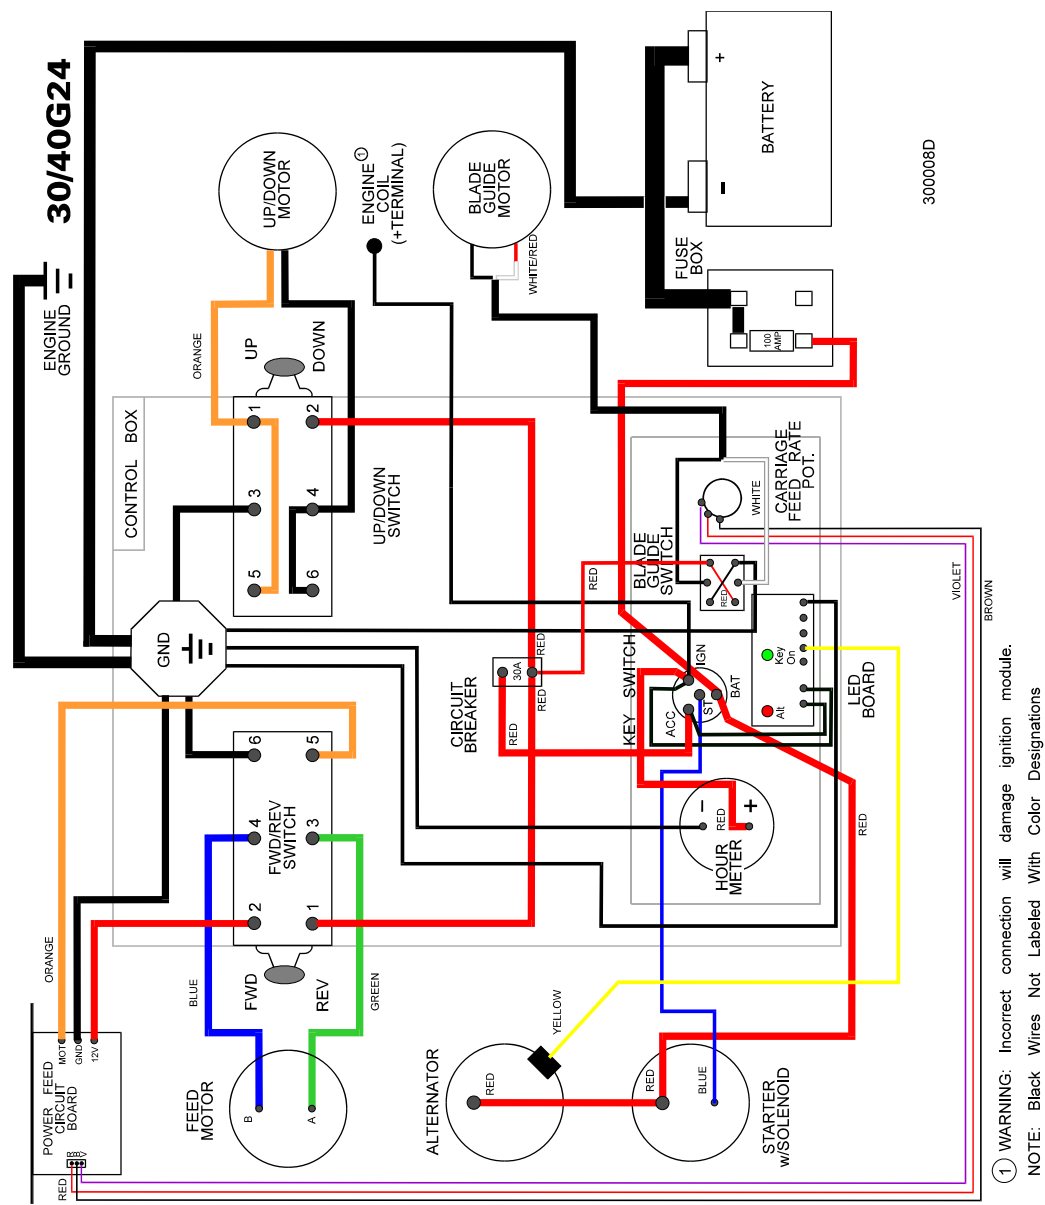 30/40G24
ENGINE
GROUND
UP/DOWN
MOTOR
ENGINE 1
COIL
(+TERMINAL)
BLADE
GUIDE
MOTOR
WHITE/RED
BATTERY
+
-
300008D
FUSE
BOX
100
AMP
ORANGE
UP
DOWN
CONTROL BOX
1
2
3
4
5
6
UP/DOWN
SWITCH
CARRIAGE
FEED RATE
POT.
WHITE
BLADE
GUIDE
SWITCH
RED
RED
VIOLET
BROWN
GND
RED
30A
RED
RED
CIRCUIT
BREAKER
KEY SWITCH
IGN
BAT
ST
ACC
Key
On
Alt
LED
BOARD
6
5
4
3
2
1
FWD/REV
SWITCH
-
+
RED
HOUR
METER
RED
FWD
REV
ORANGE
BLUE
GREEN
MOT
GND
12V
POWER FEED
CIRCUIT
BOARD
R
B
V
RED
FEED
MOTOR
B
A
YELLOW
ALTERNATOR
RED
RED
BLUE
STARTER
w/SOLENOID
1 WARNING: Incorrect connection will damage ignition module.
NOTE: Black Wires Not Labeled With Color Designations